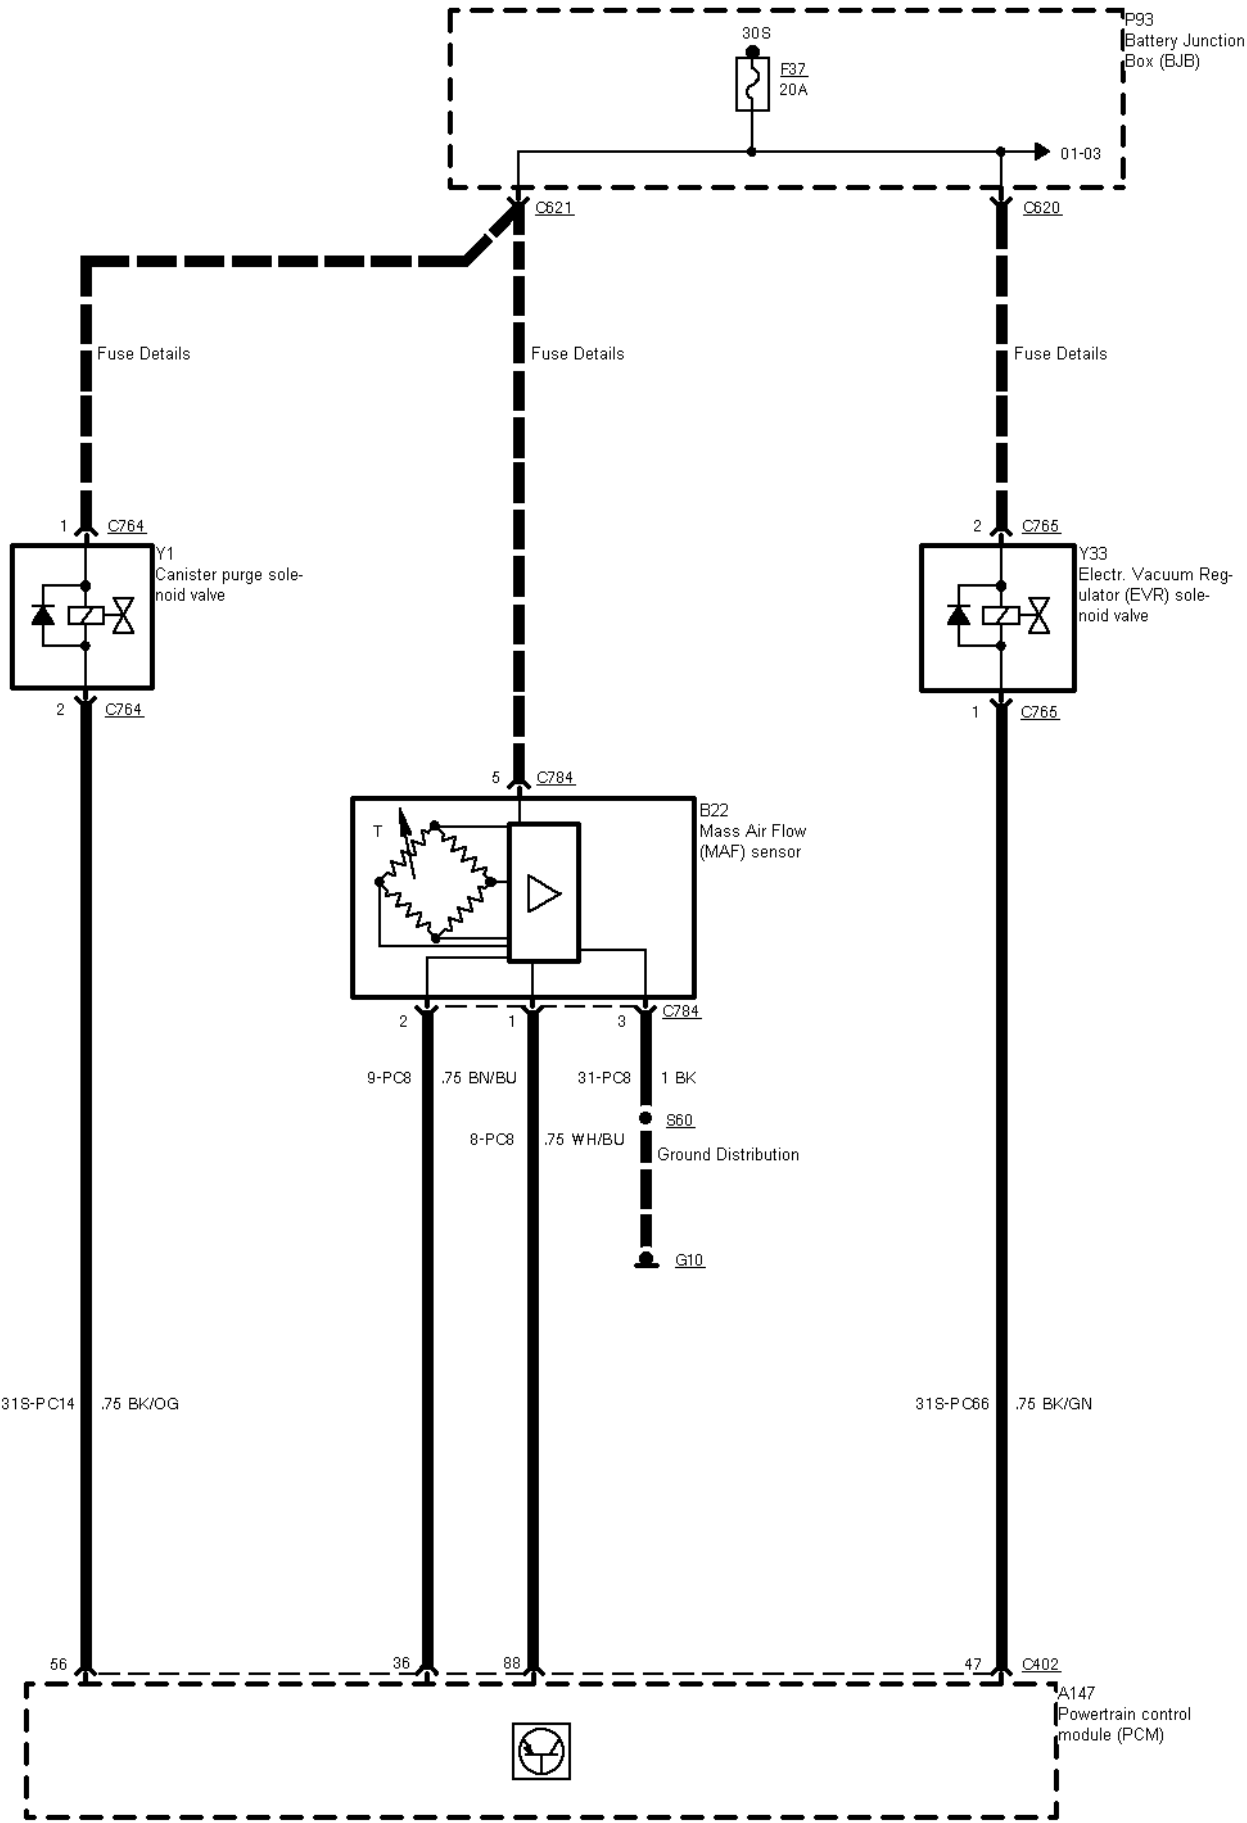 P93
Battery Junction
Box (BJB)
30S
F37
20A
01-03
C621
C620
Fuse Details
Fuse Details
Fuse Details
1
C764
2
C765
Y1
Canister purge sole-
noid valve
Y33
Electr. Vacuum Reg-
ulator (EVR) sole-
noid valve
2
C764
1
C765
5
C784
B22
Mass Air Flow
(MAF) sensor
T
2
1
3
C784
9-PC8
.75 BN/BU
31-PC8
1 BK
S60
8-PC8
.75 WH/BU
Ground Distribution
G10
31S-PC14
.75 BK/OG
31S-PC66
.75 BK/GN
56
36
88
47
C402
A147
Powertrain control
module (PCM)